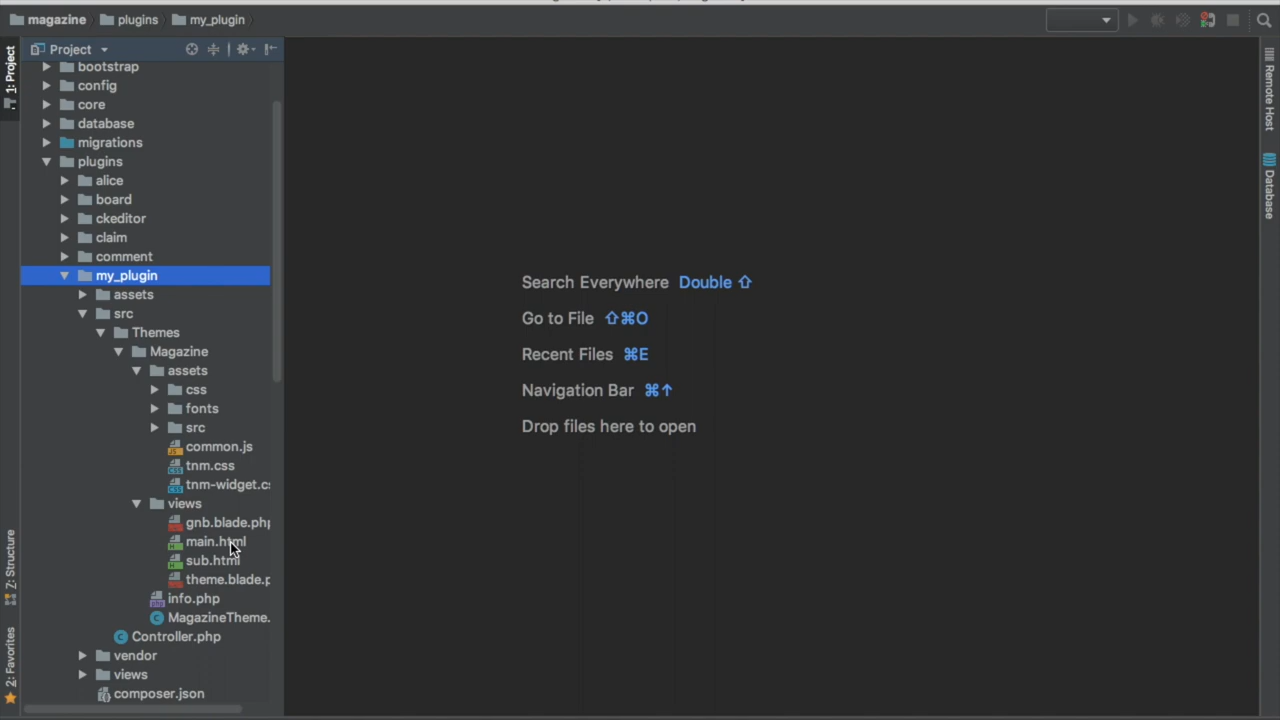 magazine plugins my_plugin
Project
1: Project
bootstrap
config
core
database
migrations
plugins
alice
board
ckeditor
claim
comment
my_plugin
assets
src
Themes
Magazine
assets
css
fonts
src
common.js
tnm.css
tnm-widget.cs
views
gnb.blade.php
main.html
sub.html
theme.blade.p
info.php
MagazineTheme.
Controller.php
vendor
views
composer.json
Z: Structure
2: Favorites
Search Everywhere Double ⇧
Go to File ⇧⌘O
Recent Files ⌘E
Navigation Bar ⌘↑
Drop files here to open
Remote Host
Database